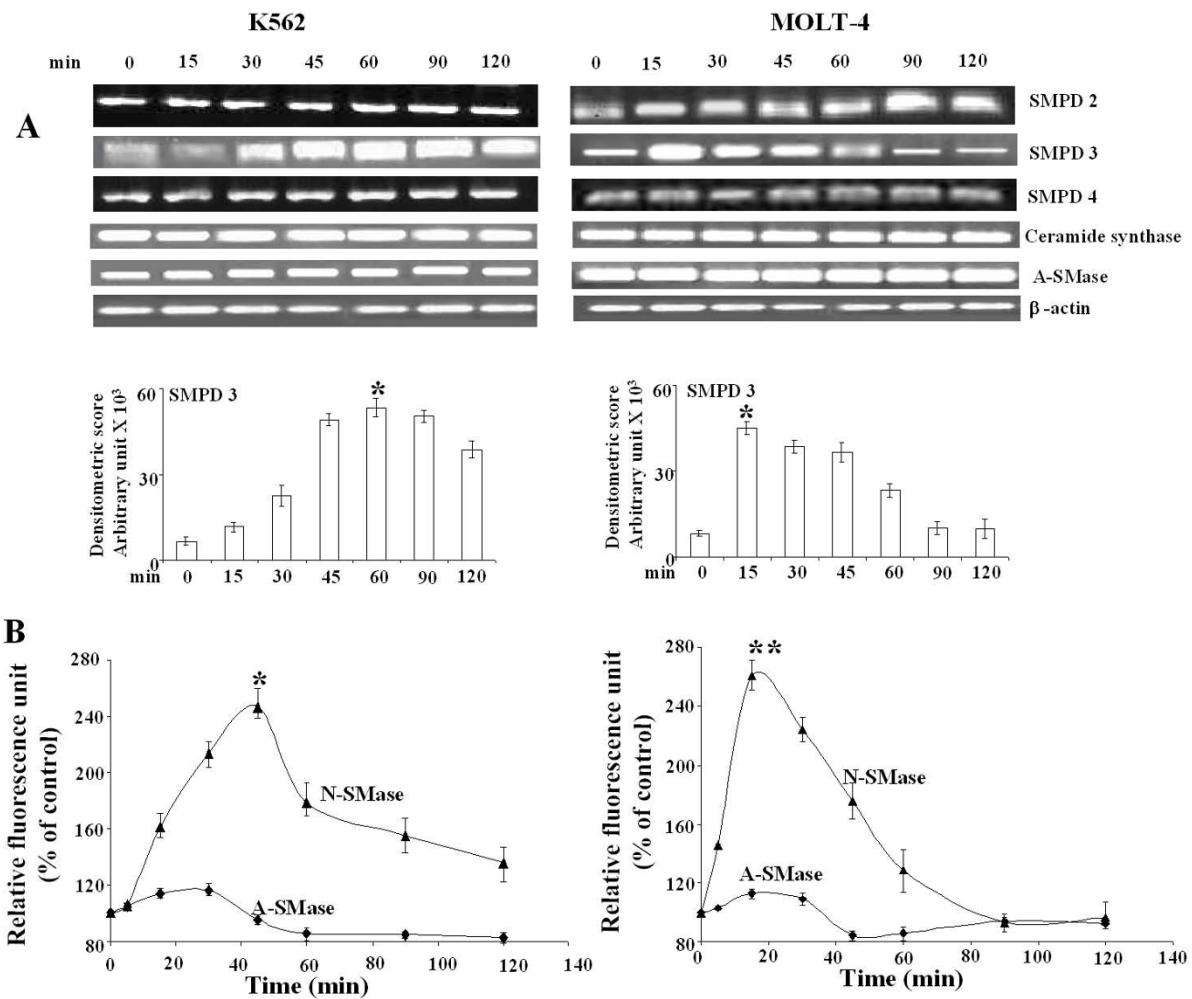 K562
MOLT-4
min 0 15 30 45 60 90 120
0 15 30 45 60 90 120
A
SMPD 2
SMPD 3
SMPD 4
Ceramide synthase
A-SMase
β-actin
Densitometric score
Arbitrary unit X 10³
60
30
0
SMPD 3
*
min 0 15 30 45 60 90 120
Densitometric score
Arbitrary unit X 10³
60
30
0
SMPD 3
*
min 0 15 30 45 60 90 120
B
Relative fluorescence unit
(% of control)
280
240
200
160
120
80
*
N-SMase
A-SMase
0 20 40 60 80 100 120 140
Time (min)
Relative fluorescence unit
(% of control)
280
240
200
160
120
80
**
N-SMase
A-SMase
0 20 40 60 80 100 120 140
Time (min)